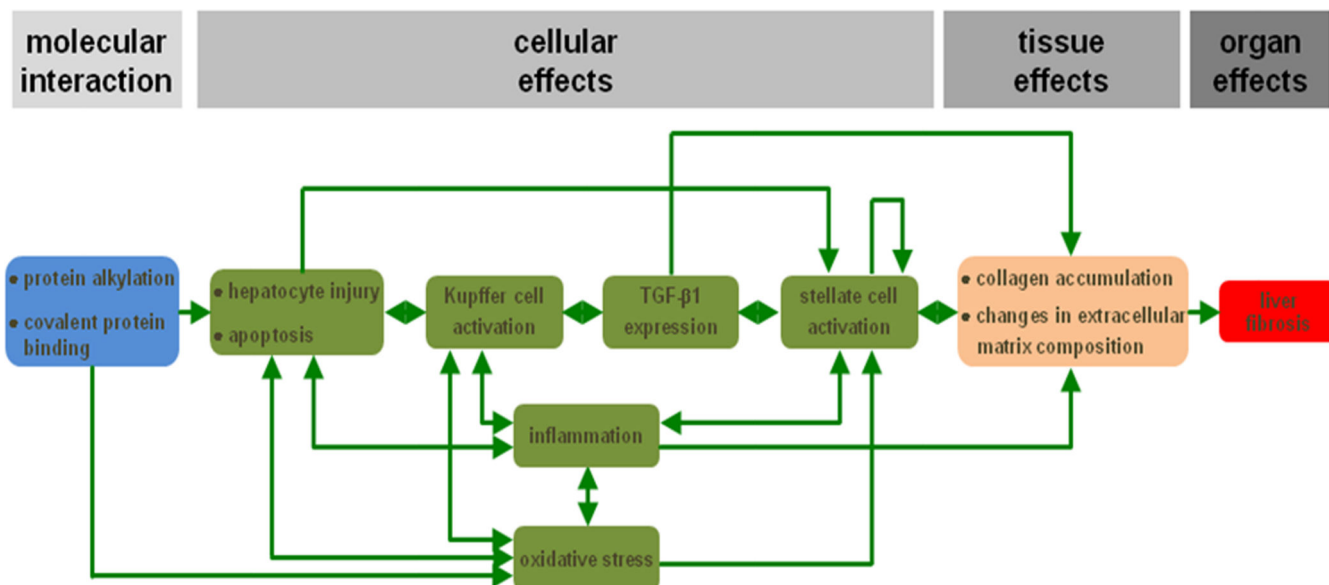 molecular
interaction
cellular
effects
tissue
effects
organ
effects
• protein alkylation
• covalent protein
binding
• hepatocyte injury
• apoptosis
Kupffer cell
activation
TGF-β1
expression
stellate cell
activation
• collagen accumulation
• changes in extracellular
matrix composition
liver
fibrosis
inflammation
oxidative stress